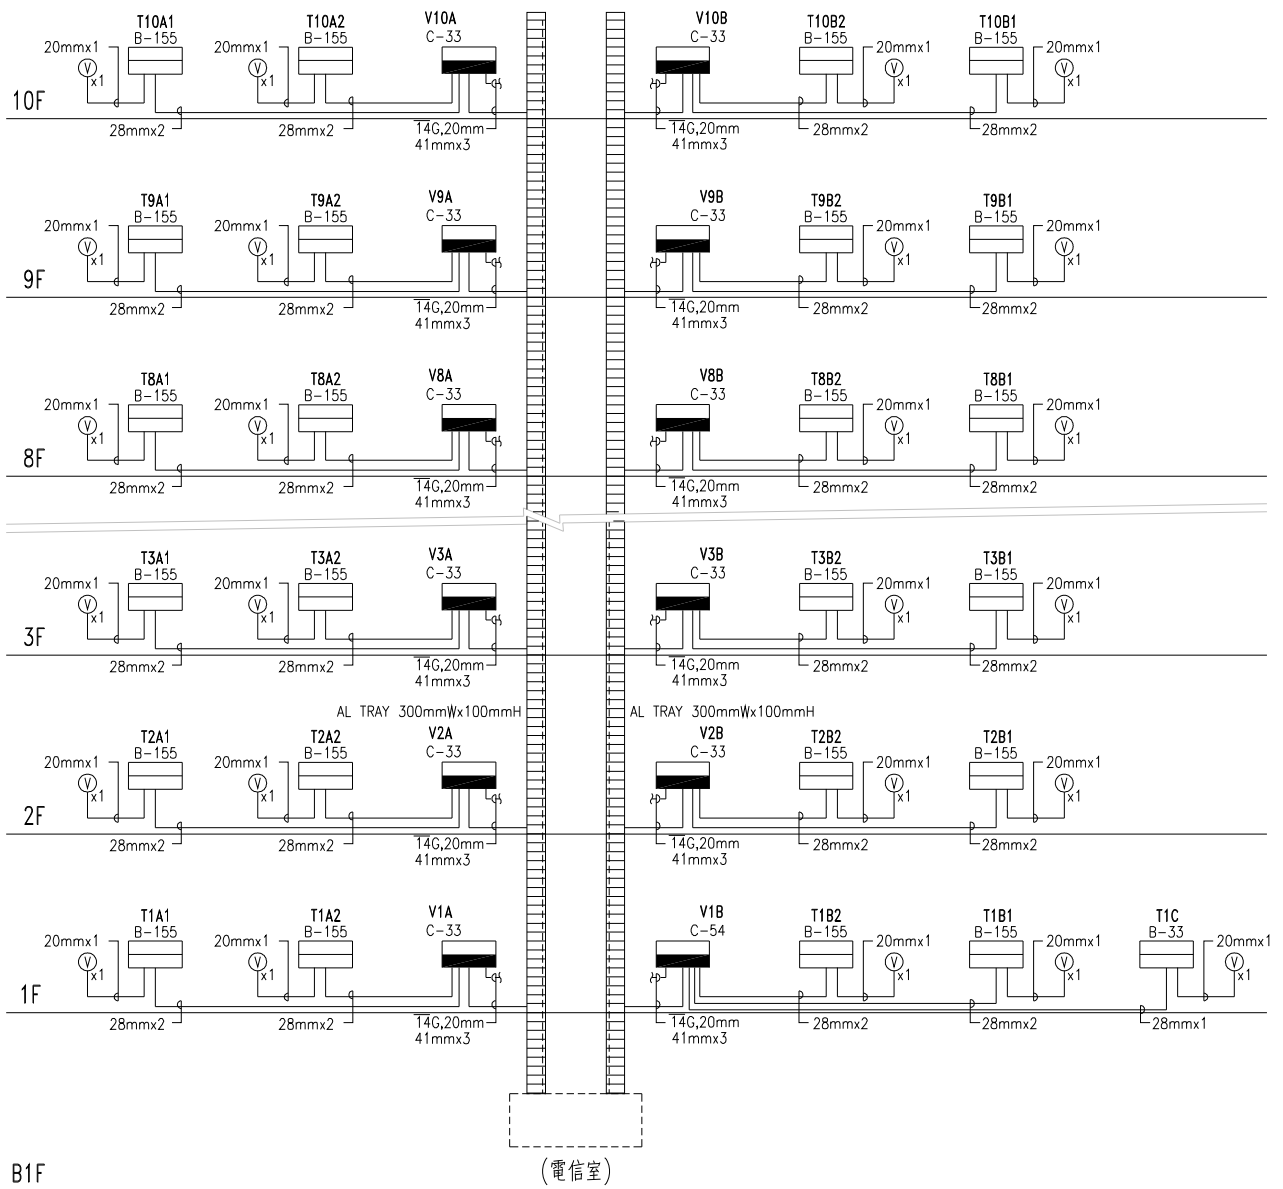 T10A1 T10A2 V10A V10B T10B2 T10B1
B-155 B-155 C-33 C-33 B-155 B-155
20mmx1 20mmx1 20mmx1 20mmx1
V V V V
x1 x1 x1 x1
10F
28mmx2 28mmx2 14G,20mm 14G,20mm 28mmx2 28mmx2
41mmx3 41mmx3
T9A1 T9A2 V9A V9B T9B2 T9B1
B-155 B-155 C-33 C-33 B-155 B-155
20mmx1 20mmx1 20mmx1 20mmx1
V V V V
x1 x1 x1 x1
9F
28mmx2 28mmx2 14G,20mm 14G,20mm 28mmx2 28mmx2
41mmx3 41mmx3
T8A1 T8A2 V8A V8B T8B2 T8B1
B-155 B-155 C-33 C-33 B-155 B-155
20mmx1 20mmx1 20mmx1 20mmx1
V V V V
x1 x1 x1 x1
8F
28mmx2 28mmx2 14G,20mm 14G,20mm 28mmx2 28mmx2
41mmx3 41mmx3
T3A1 T3A2 V3A V3B T3B2 T3B1
B-155 B-155 C-33 C-33 B-155 B-155
20mmx1 20mmx1 20mmx1 20mmx1
V V V V
x1 x1 x1 x1
3F
28mmx2 28mmx2 14G,20mm 14G,20mm 28mmx2 28mmx2
41mmx3 41mmx3
AL TRAY 300mmWx100mmH AL TRAY 300mmWx100mmH
T2A1 T2A2 V2A V2B T2B2 T2B1
B-155 B-155 C-33 C-33 B-155 B-155
20mmx1 20mmx1 20mmx1 20mmx1
V V V V
x1 x1 x1 x1
2F
28mmx2 28mmx2 14G,20mm 14G,20mm 28mmx2 28mmx2
41mmx3 41mmx3
T1A1 T1A2 V1A V1B T1B2 T1B1 T1C
B-155 B-155 C-33 C-54 B-155 B-155 B-33
20mmx1 20mmx1 20mmx1 20mmx1 20mmx1
V V V V V
x1 x1 x1 x1 x1
1F
28mmx2 28mmx2 14G,20mm 14G,20mm 28mmx2 28mmx2 28mmx1
41mmx3 41mmx3
B1F (電信室)